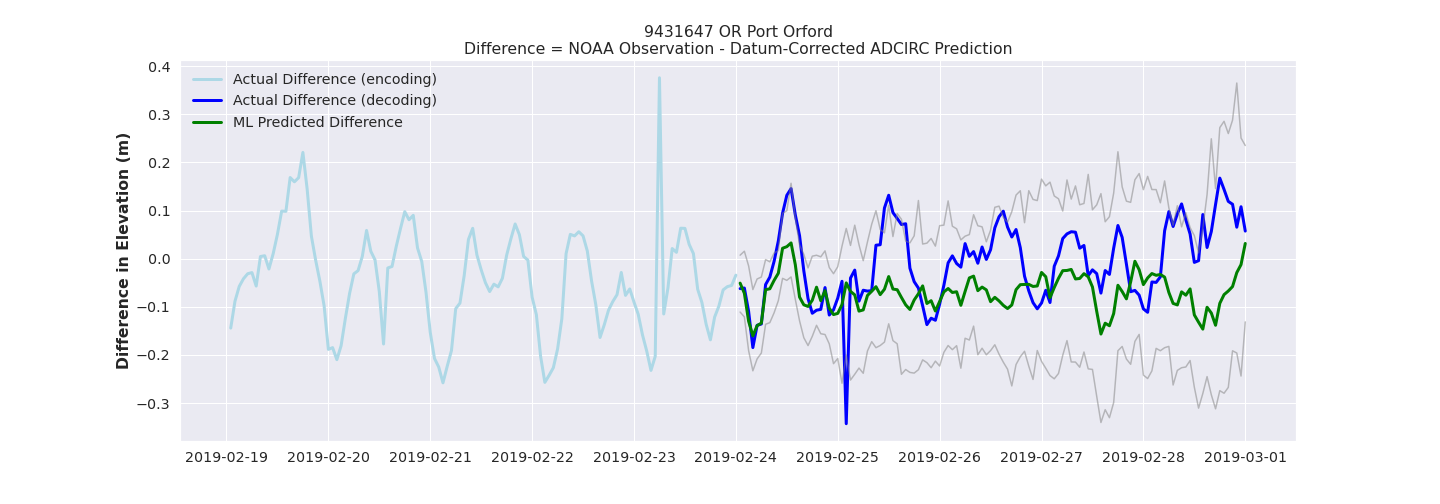 9431647 OR Port Orford
Difference = NOAA Observation - Datum-Corrected ADCIRC Prediction
Difference in Elevation (m)
0.4
0.3
0.2
0.1
0.0
−0.1
−0.2
−0.3
Actual Difference (encoding)
Actual Difference (decoding)
ML Predicted Difference
2019-02-19 2019-02-20 2019-02-21 2019-02-22 2019-02-23 2019-02-24 2019-02-25 2019-02-26 2019-02-27 2019-02-28 2019-03-01